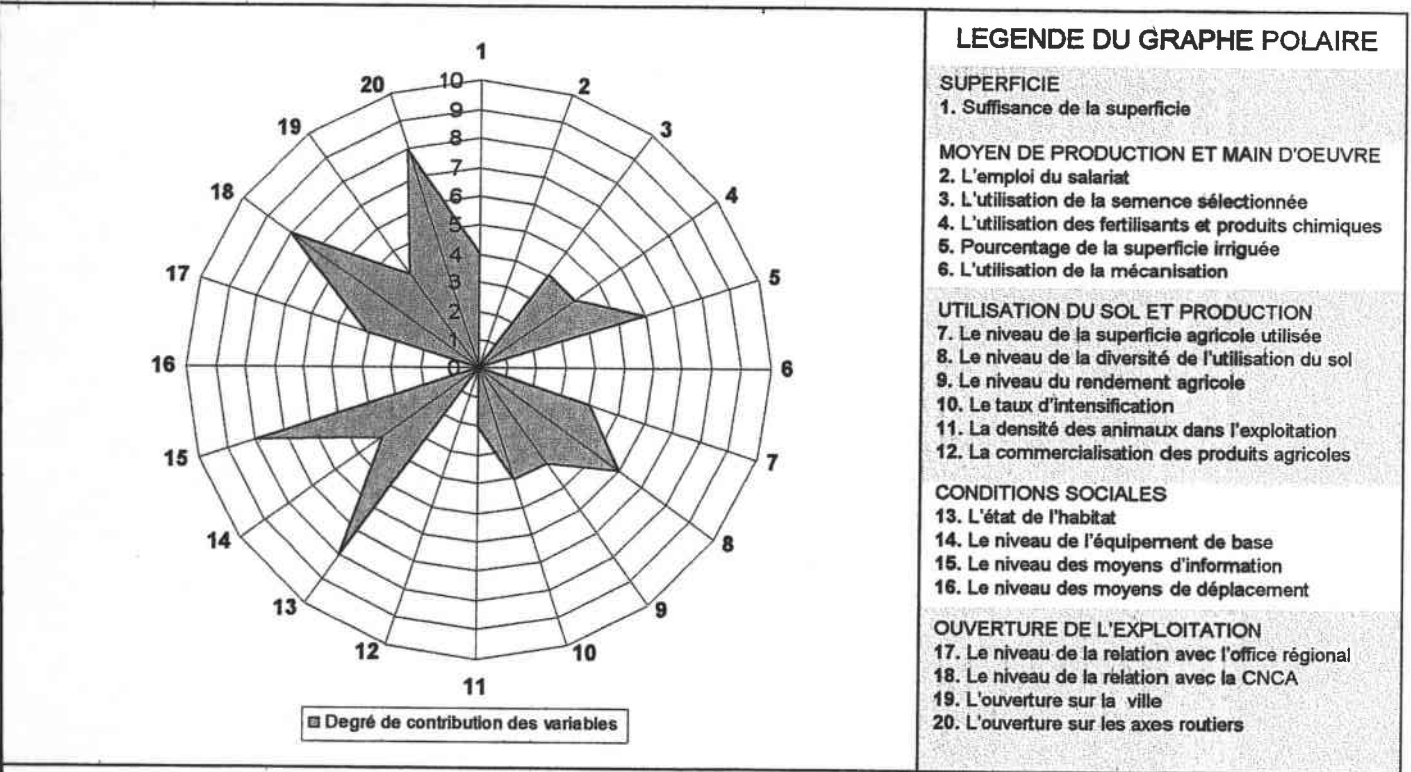 1
2
3
4
5
6
7
8
9
10
11
12
13
14
15
16
17
18
19
20
10
9
8
7
6
5
4
3
2
1
0
Degré de contribution des variables
LEGENDE DU GRAPHE POLAIRE
SUPERFICIE
1. Suffisance de la superficie
MOYEN DE PRODUCTION ET MAIN D'OEUVRE
2. L'emploi du salariat
3. L'utilisation de la semence sélectionnée
4. L'utilisation des fertilisants et produits chimiques
5. Pourcentage de la superficie irriguée
6. L'utilisation de la mécanisation
UTILISATION DU SOL ET PRODUCTION
7. Le niveau de la superficie agricole utilisée
8. Le niveau de la diversité de l'utilisation du sol
9. Le niveau du rendement agricole
10. Le taux d'intensification
11. La densité des animaux dans l'exploitation
12. La commercialisation des produits agricoles
CONDITIONS SOCIALES
13. L'état de l'habitat
14. Le niveau de l'équipement de base
15. Le niveau des moyens d'information
16. Le niveau des moyens de déplacement
OUVERTURE DE L'EXPLOITATION
17. Le niveau de la relation avec l'office régional
18. Le niveau de la relation avec la CNCA
19. L'ouverture sur la ville
20. L'ouverture sur les axes routiers